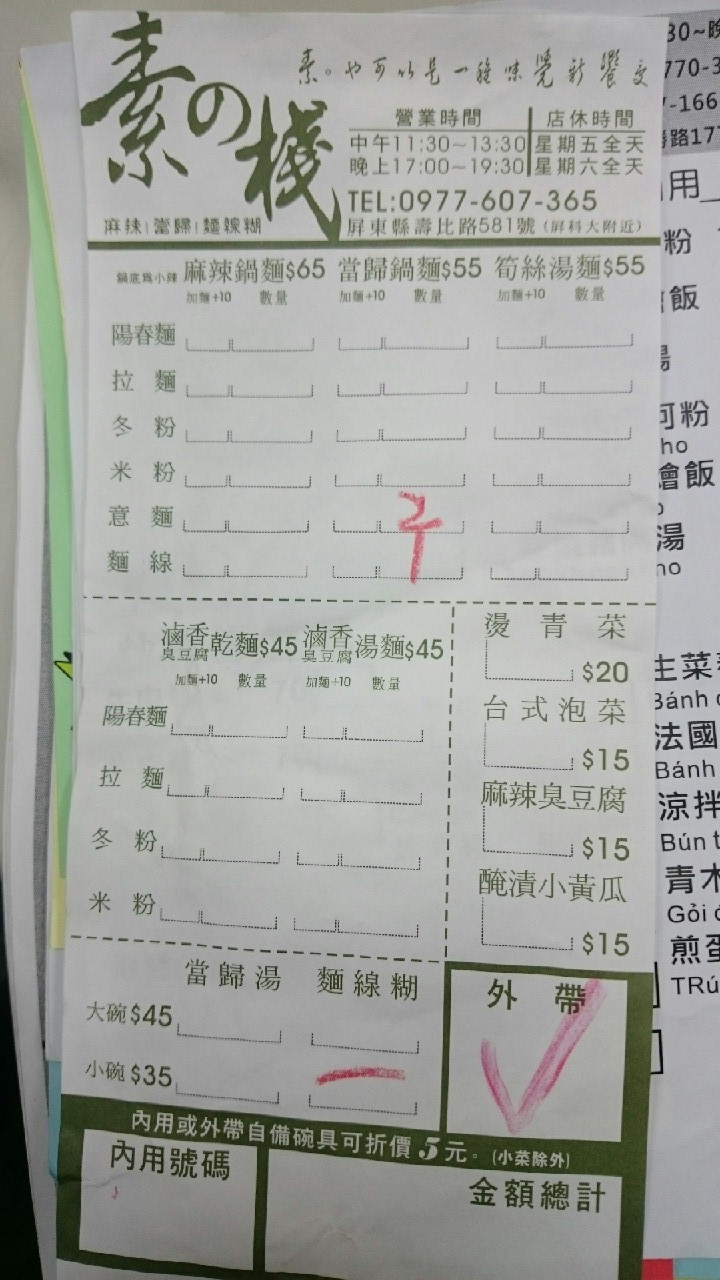 素の棧
素。也可以是一種味覺新饗宴
營業時間 店休時間
中午11:30~13:30 星期五全天
晚上17:00~19:30 星期六全天
TEL:0977-607-365
麻辣|當歸|麵線糊 屏東縣壽比路581號(屏科大附近)
鍋底為小辣 麻辣鍋麵$65 當歸鍋麵$55 筍絲湯麵$55
加麵+10 數量 加麵+10 數量 加麵+10 數量
陽春麵
拉麵
冬粉
米粉
意麵
麵線
滷香臭豆腐乾麵$45 滷香臭豆腐湯麵$45
加麵+10 數量 加麵+10 數量
陽春麵
拉麵
冬粉
米粉
燙青菜
$20
台式泡菜
$15
麻辣臭豆腐
$15
醃漬小黃瓜
$15
當歸湯 麵線糊
大碗$45
小碗$35
外帶
內用或外帶自備碗具可折價5元。(小菜除外)
內用號碼
金額總計
30~晚
770-3
7-166
路17
用
粉
飯
湯
河粉
ho
燴飯
湯
ho
生菜
Bánh
法國
Bánh
涼拌
Bún t
青木
Gỏi
煎蛋
TRú